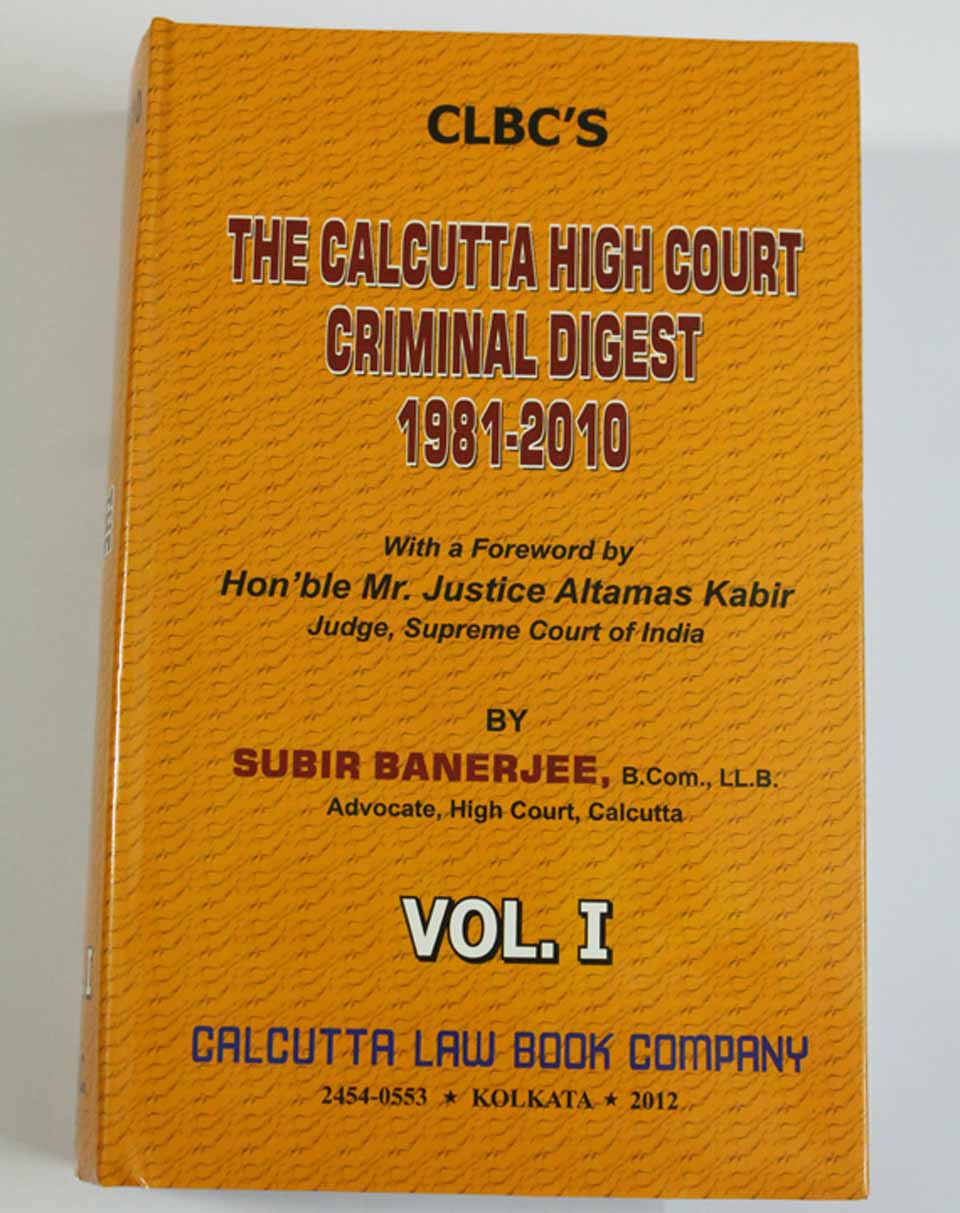 CLBC'S
THE CALCUTTA HIGH COURT
CRIMINAL DIGEST
1981-2010
With a Foreword by
Hon'ble Mr. Justice Altamas Kabir
Judge, Supreme Court of India
BY
SUBIR BANERJEE, B.Com., LL.B.
Advocate, High Court, Calcutta
VOL. I
CALCUTTA LAW BOOK COMPANY
2454-0553 ★ KOLKATA ★ 2012
THE